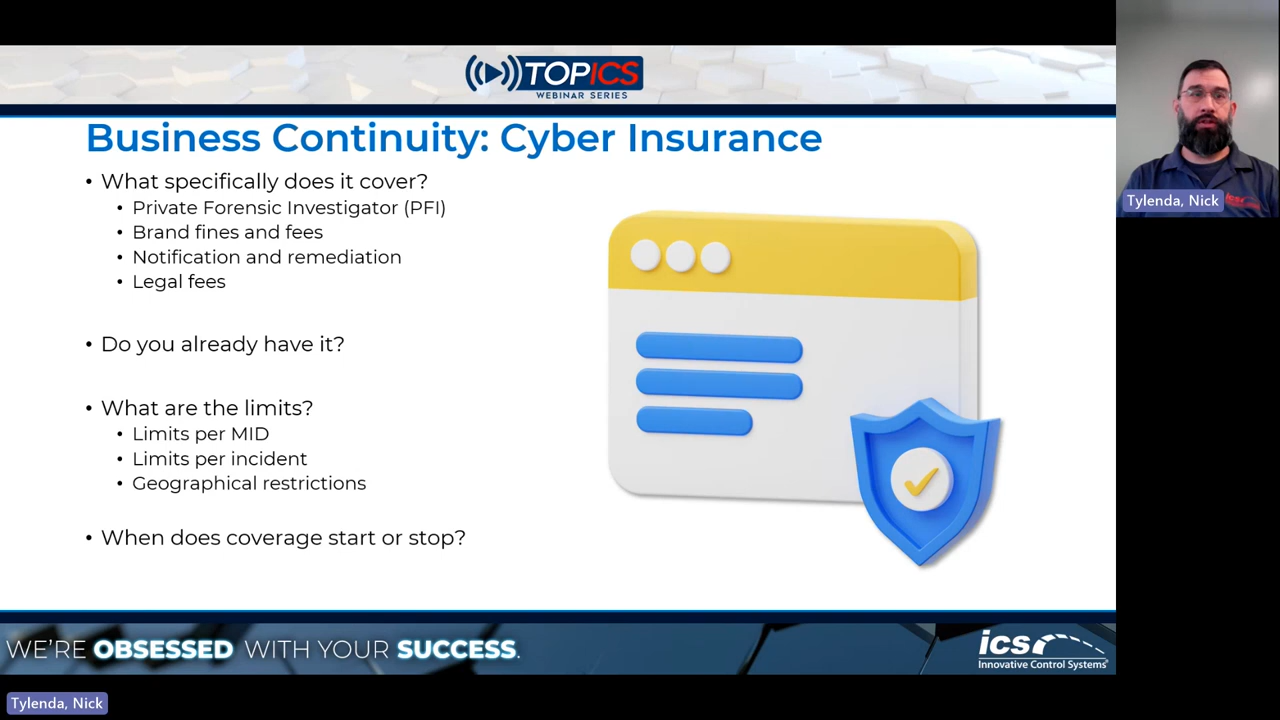 TOPICS
WEBINAR SERIES
Business Continuity: Cyber Insurance
• What specifically does it cover?
• Private Forensic Investigator (PFI)
• Brand fines and fees
• Notification and remediation
• Legal fees
• Do you already have it?
• What are the limits?
• Limits per MID
• Limits per incident
• Geographical restrictions
• When does coverage start or stop?
WE'RE OBSESSED WITH YOUR SUCCESS.
ics
Innovative Control Systems
Tylenda, Nick
Tylenda, Nick